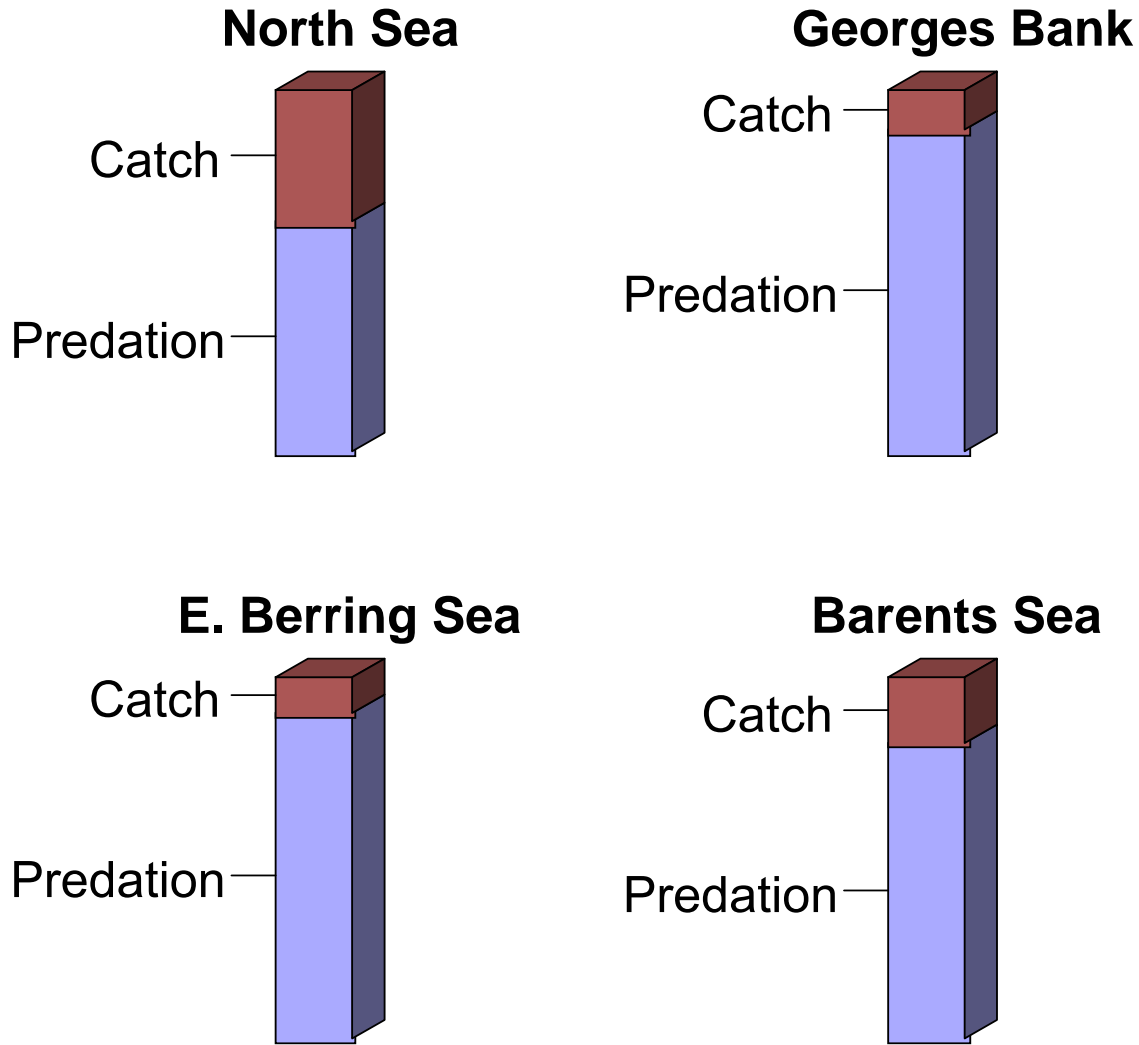 North Sea
Catch
Predation
Georges Bank
Catch
Predation
E. Berring Sea
Catch
Predation
Barents Sea
Catch
Predation